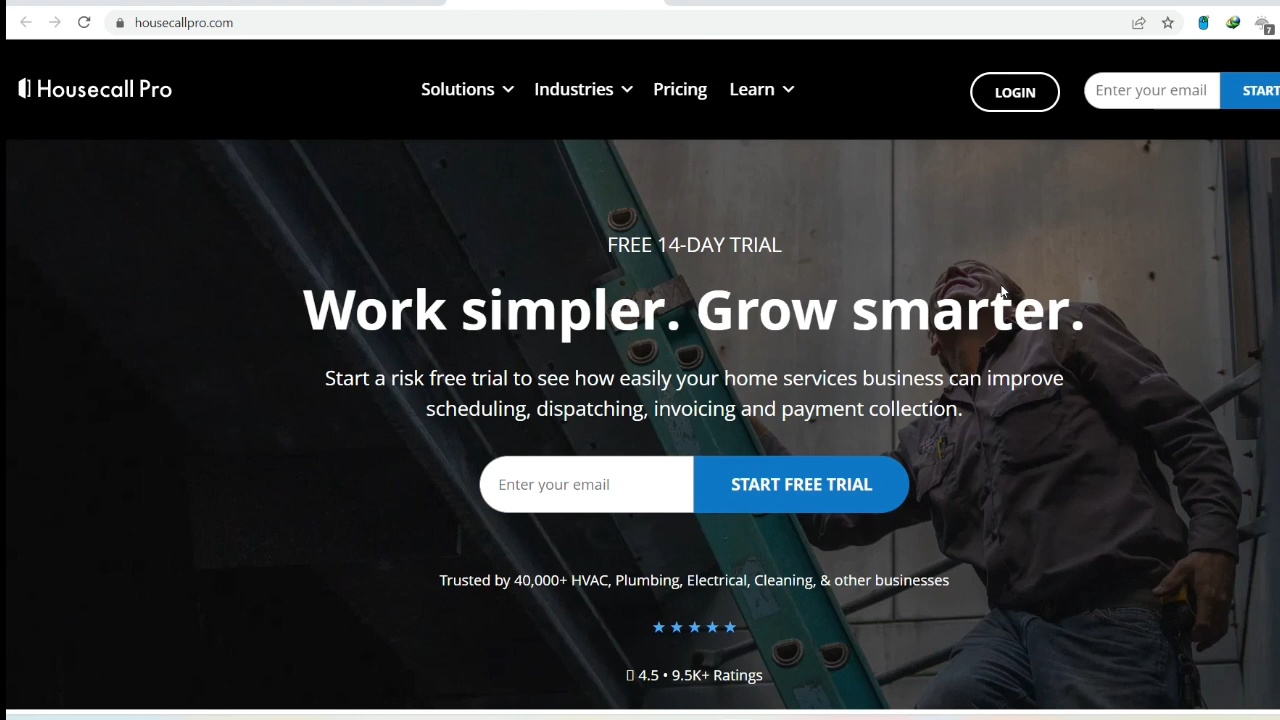 housecallpro.com
7
Housecall Pro
Solutions
Industries
Pricing
Learn
LOGIN
Enter your email
START
FREE 14-DAY TRIAL
Work simpler. Grow smarter.
Start a risk free trial to see how easily your home services business can improve
scheduling, dispatching, invoicing and payment collection.
Enter your email
START FREE TRIAL
Trusted by 40,000+ HVAC, Plumbing, Electrical, Cleaning, & other businesses
★★★★★
4.5 • 9.5K+ Ratings